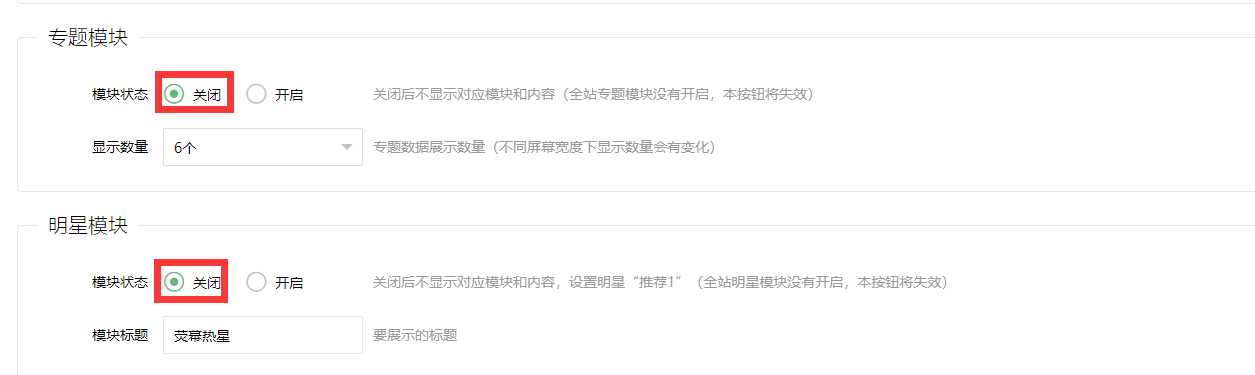 专题模块
模块状态 关闭 开启 关闭后不显示对应模块和内容（全站专题模块没有开启，本按钮将失效）
显示数量 6个 专题数据展示数量（不同屏幕宽度下显示数量会有变化）
明星模块
模块状态 关闭 开启 关闭后不显示对应模块和内容，设置明星“推荐1”（全站明星模块没有开启，本按钮将失效）
模块标题 荧幕热星 要展示的标题